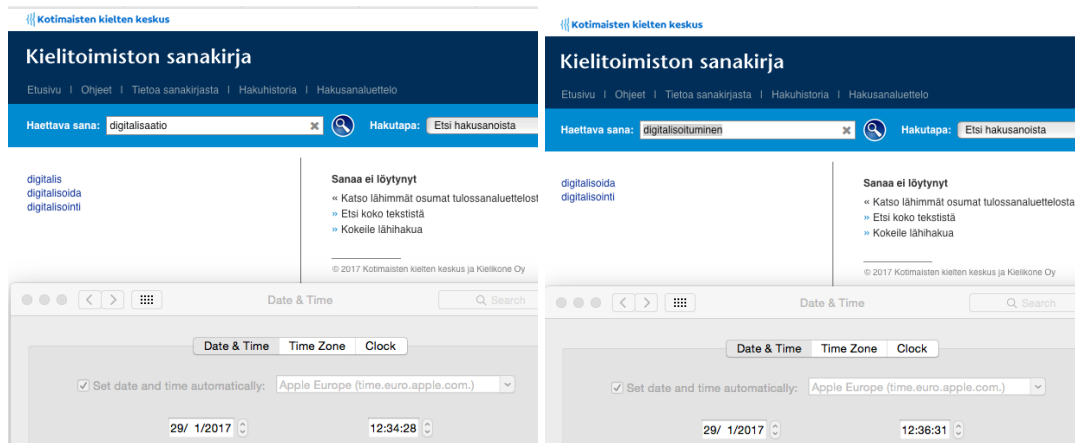 Kotimaisten kielten keskus
Kielitoimiston sanakirja
Etusivu I Ohjeet I Tietoa sanakirjasta I Hakuhistoria I Hakusanaluettelo
Haettava sana: digitalisaatio Hakutapa: Etsi hakusanoista
digitalis
digitalisoida
digitalisointi
Sanaa ei löytynyt
« Katso lähimmät osumat tulossanaluettelost
» Etsi koko tekstistä
» Kokeile lähihakua
© 2017 Kotimaisten kielten keskus ja Kielikone Oy
Date & Time
Search
Date & Time Time Zone Clock
Set date and time automatically: Apple Europe (time.euro.apple.com.)
29/ 1/2017 12:34:28
Kotimaisten kielten keskus
Kielitoimiston sanakirja
Etusivu I Ohjeet I Tietoa sanakirjasta I Hakuhistoria I Hakusanaluettelo
Haettava sana: digitalisoituminen Hakutapa: Etsi hakusanoista
digitalisoida
digitalisointi
Sanaa ei löytynyt
« Katso lähimmät osumat tulossanaluettelosta
» Etsi koko tekstistä
» Kokeile lähihakua
© 2017 Kotimaisten kielten keskus ja Kielikone Oy
Date & Time
Search
Date & Time Time Zone Clock
Set date and time automatically: Apple Europe (time.euro.apple.com.)
29/ 1/2017 12:36:31